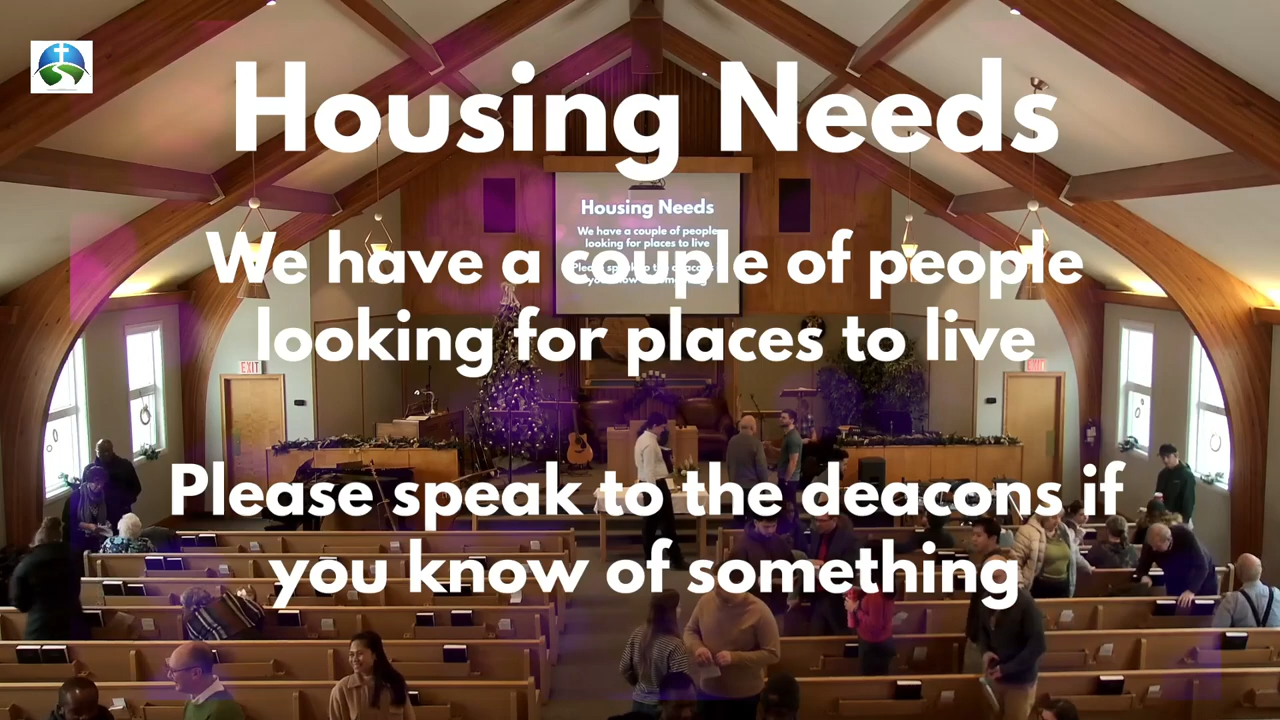 Housing Needs
We have a couple of people
looking for places to live
Please speak to the deacons if
you know of something
Housing Needs
We have a couple of people
looking for places to live
EXIT
EXIT